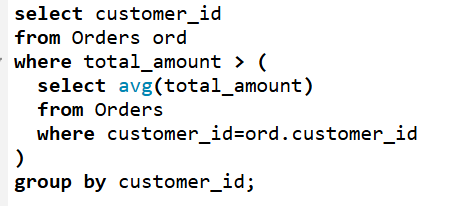 select customer_id
from Orders ord
where total_amount > (
  select avg(total_amount)
  from Orders
  where customer_id=ord.customer_id
)
group by customer_id;